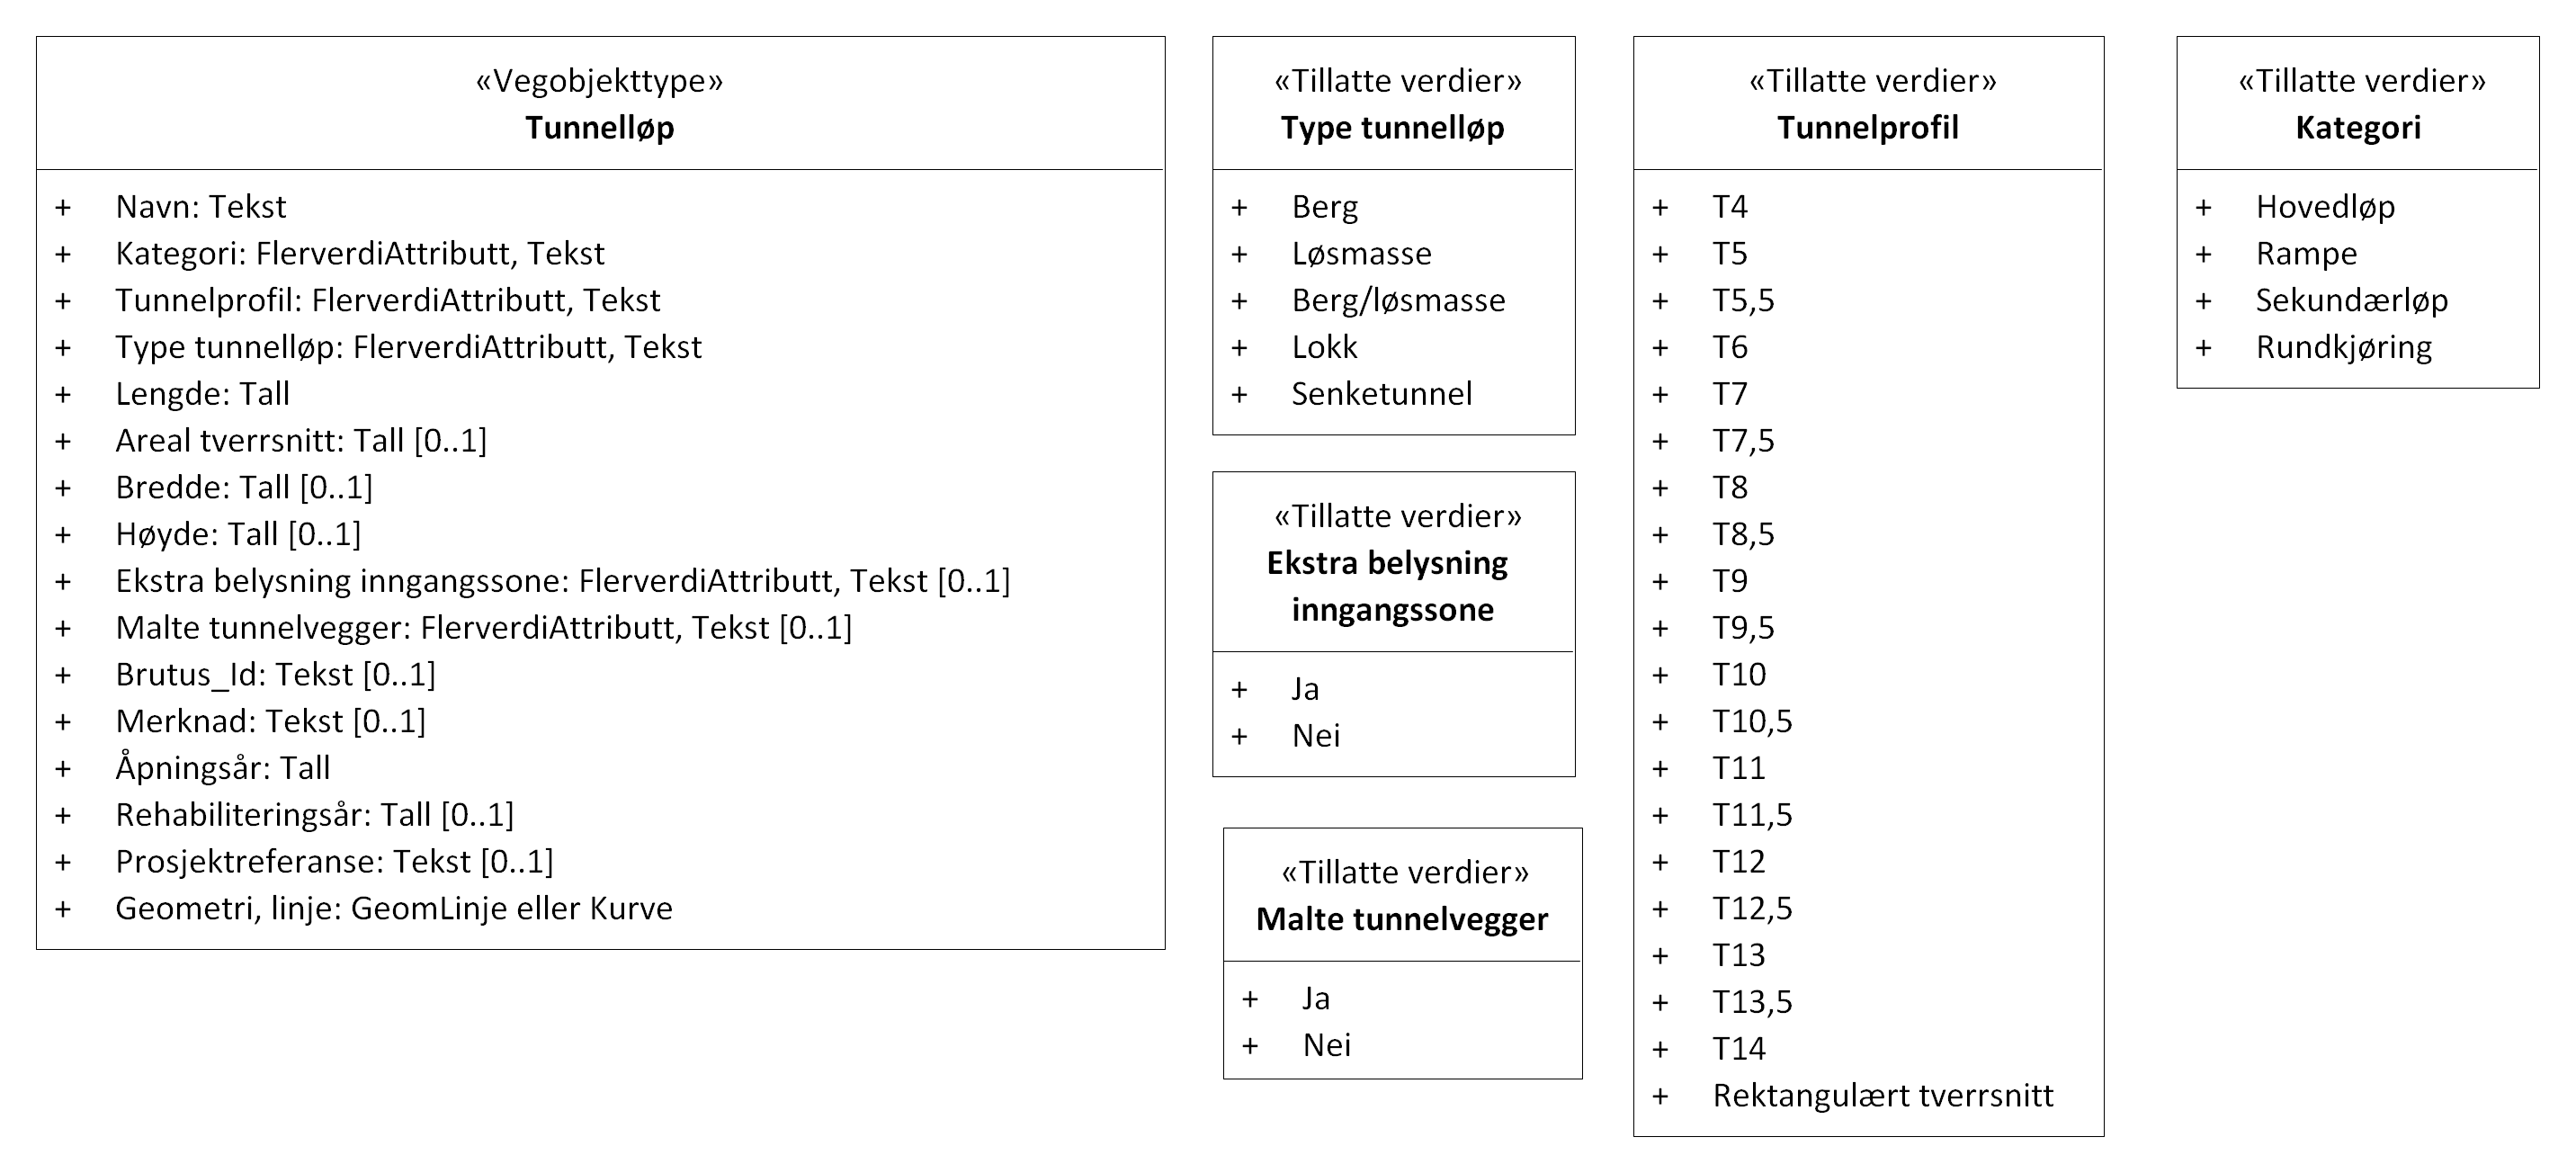 «Vegobjekttype»
Tunnelløp
+ Navn: Tekst
+ Kategori: FlerverdiAttributt, Tekst
+ Tunnelprofil: FlerverdiAttributt, Tekst
+ Type tunnelløp: FlerverdiAttributt, Tekst
+ Lengde: Tall
+ Areal tverrsnitt: Tall [0..1]
+ Bredde: Tall [0..1]
+ Høyde: Tall [0..1]
+ Ekstra belysning inngangssone: FlerverdiAttributt, Tekst [0..1]
+ Malte tunnelvegger: FlerverdiAttributt, Tekst [0..1]
+ Brutus_Id: Tekst [0..1]
+ Merknad: Tekst [0..1]
+ Åpningsår: Tall
+ Rehabiliteringsår: Tall [0..1]
+ Prosjektreferanse: Tekst [0..1]
+ Geometri, linje: GeomLinje eller Kurve
«Tillatte verdier»
Type tunnelløp
+ Berg
+ Løsmasse
+ Berg/løsmasse
+ Lokk
+ Senketunnel
«Tillatte verdier»
Ekstra belysning
inngangssone
+ Ja
+ Nei
«Tillatte verdier»
Malte tunnelvegger
+ Ja
+ Nei
«Tillatte verdier»
Tunnelprofil
+ T4
+ T5
+ T5,5
+ T6
+ T7
+ T7,5
+ T8
+ T8,5
+ T9
+ T9,5
+ T10
+ T10,5
+ T11
+ T11,5
+ T12
+ T12,5
+ T13
+ T13,5
+ T14
+ Rektangulært tverrsnitt
«Tillatte verdier»
Kategori
+ Hovedløp
+ Rampe
+ Sekundærløp
+ Rundkjøring